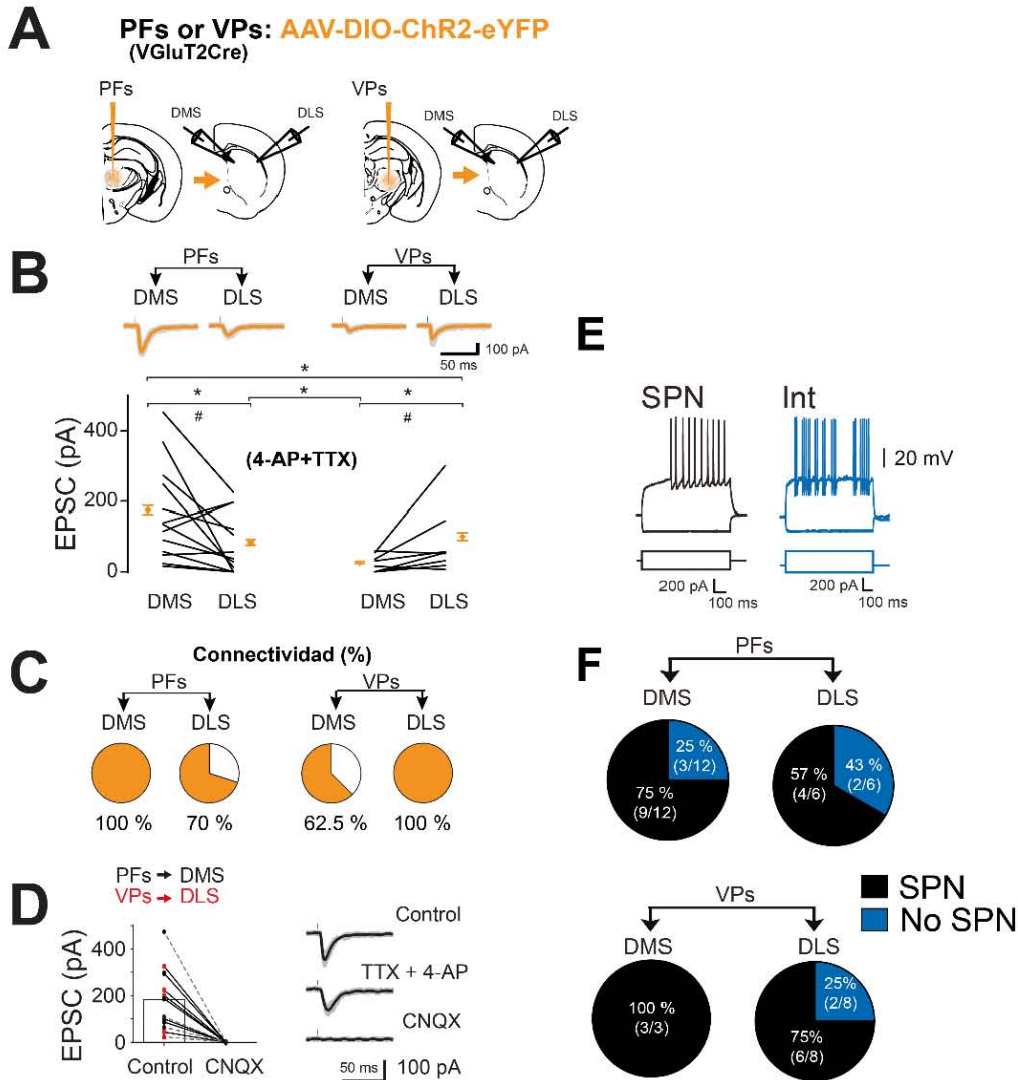 A
PFs or VPs: AAV-DIO-ChR2-eYFP
(VGluT2Cre)
PFs
DMS
DLS
VPs
DMS
DLS
B
PFs
VPs
DMS
DLS
DMS
DLS
100 pA
50 ms
*
*
*
*
#
#
(4-AP+TTX)
EPSC (pA)
400
200
0
DMS
DLS
DMS
DLS
C
Connectividad (%)
PFs
VPs
DMS
DLS
DMS
DLS
100 %
70 %
62.5 %
100 %
D
PFs → DMS
VPs → DLS
EPSC (pA)
400
200
0
Control
CNQX
Control
TTX + 4-AP
CNQX
50 ms
100 pA
E
SPN
Int
20 mV
200 pA
100 ms
200 pA
100 ms
F
PFs
DMS
DLS
25 %
(3/12)
75 %
(9/12)
57 %
(4/6)
43 %
(2/6)
SPN
No SPN
VPs
DMS
DLS
100 %
(3/3)
25%
(2/8)
75%
(6/8)